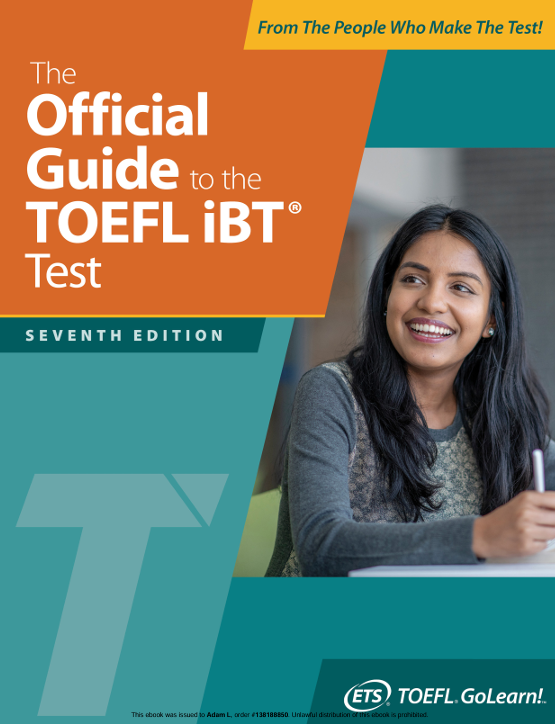 From The People Who Make The Test!
The
Official
Guide to the
TOEFL iBT®
Test
SEVENTH EDITION
ETS® TOEFL® GoLearn!™
This ebook was issued to Adam L, order #138188850. Unlawful distribution of this ebook is prohibited.